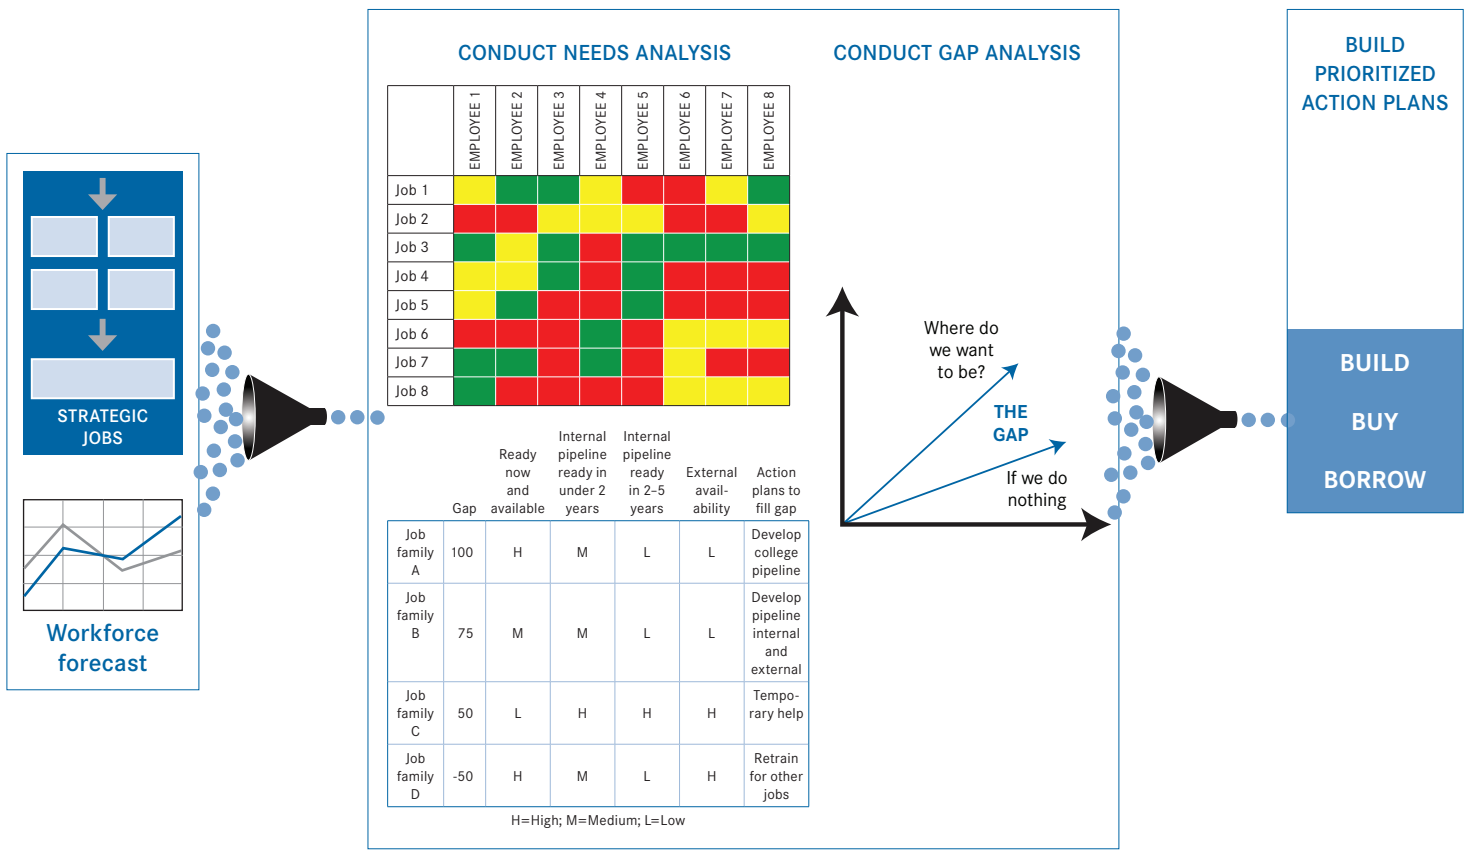 STRATEGIC
JOBS
Workforce
forecast
CONDUCT NEEDS ANALYSIS
EMPLOYEE 1
EMPLOYEE 2
EMPLOYEE 3
EMPLOYEE 4
EMPLOYEE 5
EMPLOYEE 6
EMPLOYEE 7
EMPLOYEE 8
Job 1
Job 2
Job 3
Job 4
Job 5
Job 6
Job 7
Job 8
Gap
Ready
now
and
available
Internal
pipeline
ready in
under 2
years
Internal
pipeline
ready
in 2–5
years
External
avail-
ability
Action
plans to
fill gap
Job
family
A
100
H
M
L
L
Develop
college
pipeline
Job
family
B
75
M
M
L
L
Develop
pipeline
internal
and
external
Job
family
C
50
L
H
H
H
Tempo-
rary help
Job
family
D
-50
H
M
L
H
Retrain
for other
jobs
H=High; M=Medium; L=Low
CONDUCT GAP ANALYSIS
Where do
we want
to be?
THE
GAP
If we do
nothing
BUILD
PRIORITIZED
ACTION PLANS
BUILD
BUY
BORROW